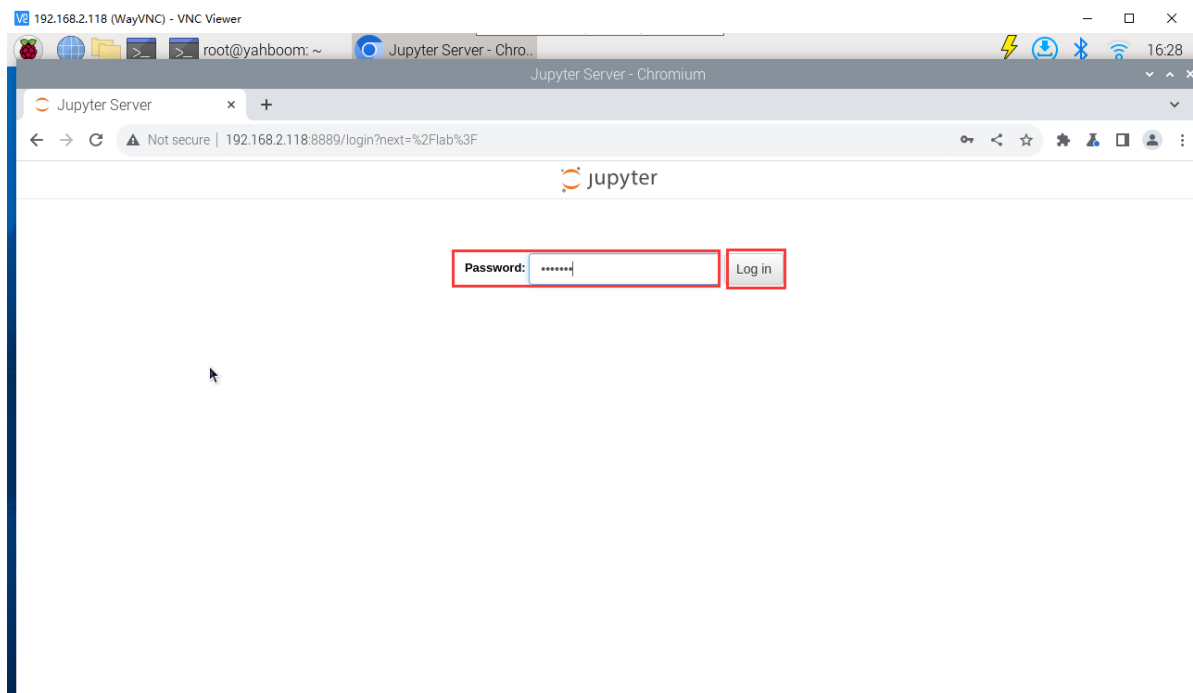 192.168.2.118 (WayVNC) - VNC Viewer
root@yahboom: ~ Jupyter Server - Chro.. 16:28
Jupyter Server - Chromium
Jupyter Server
Not secure | 192.168.2.118:8889/login?next=%2Flab%3F
jupyter
Password: ••••••• Log in